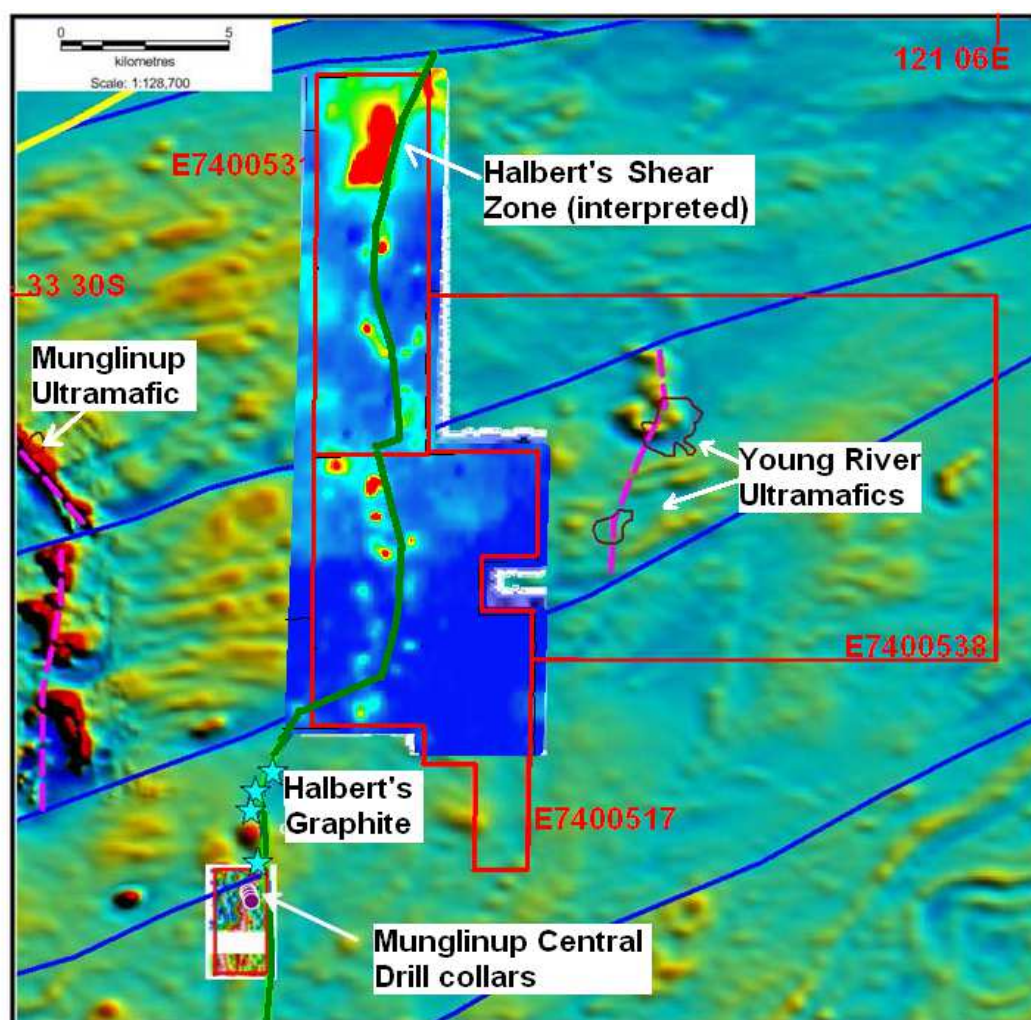 0 5
kilometres
Scale: 1:128,700
121 06E
E7400531
Halbert's Shear
Zone (interpreted)
33 30S
Munglinup
Ultramafic
Young River
Ultramafics
E7400538
Halbert's
Graphite
E7400517
Munglinup Central
Drill collars